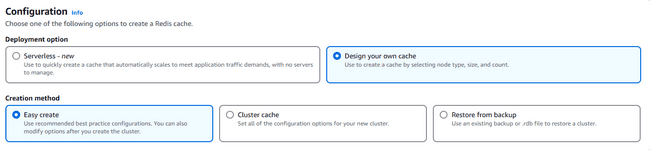 Configuration Info
Choose one of the following options to create a Redis cache.
Deployment option
Serverless – new
Use to quickly create a cache that automatically scales to meet application traffic demands, with no servers
to manage.
Design your own cache
Use to create a cache by selecting node type, size, and count.
Creation method
Easy create
Use recommended best practice configurations. You can also
modify options after you create the cluster.
Cluster cache
Set all of the configuration options for your new cluster.
Restore from backup
Use an existing backup or .rdb file to restore a cluster.